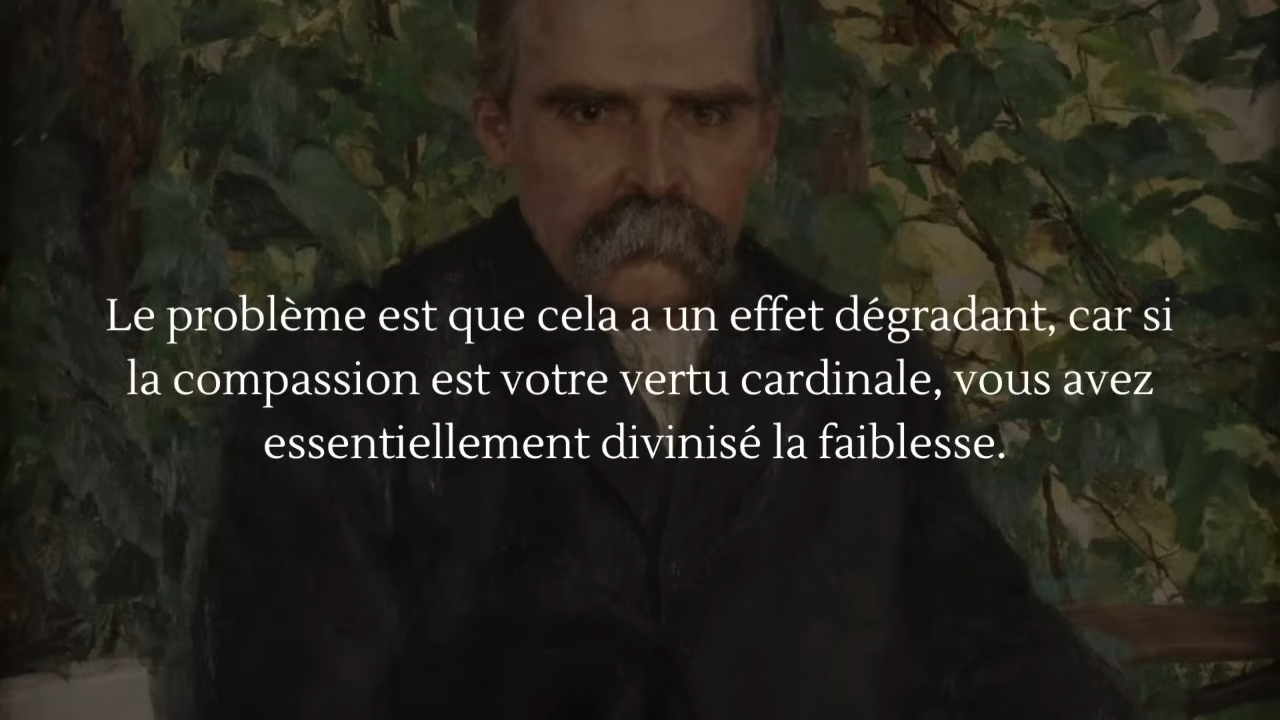 Le problème est que cela a un effet dégradant, car si
la compassion est votre vertu cardinale, vous avez
essentiellement divinisé la faiblesse.